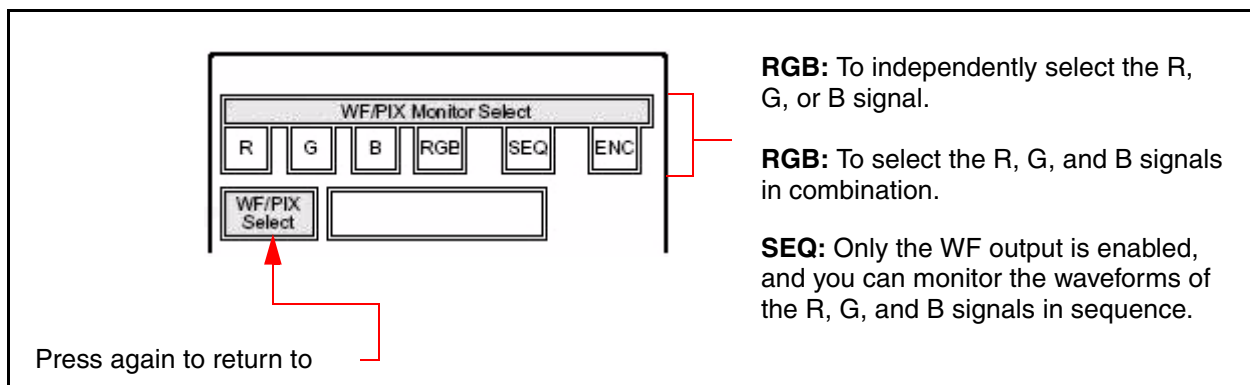 WF/PIX Monitor Select
R G B RGB SEQ ENC
WF/PIX
Select
Press again to return to
RGB: To independently select the R,
G, or B signal.
RGB: To select the R, G, and B signals
in combination.
SEQ: Only the WF output is enabled,
and you can monitor the waveforms of
the R, G, and B signals in sequence.